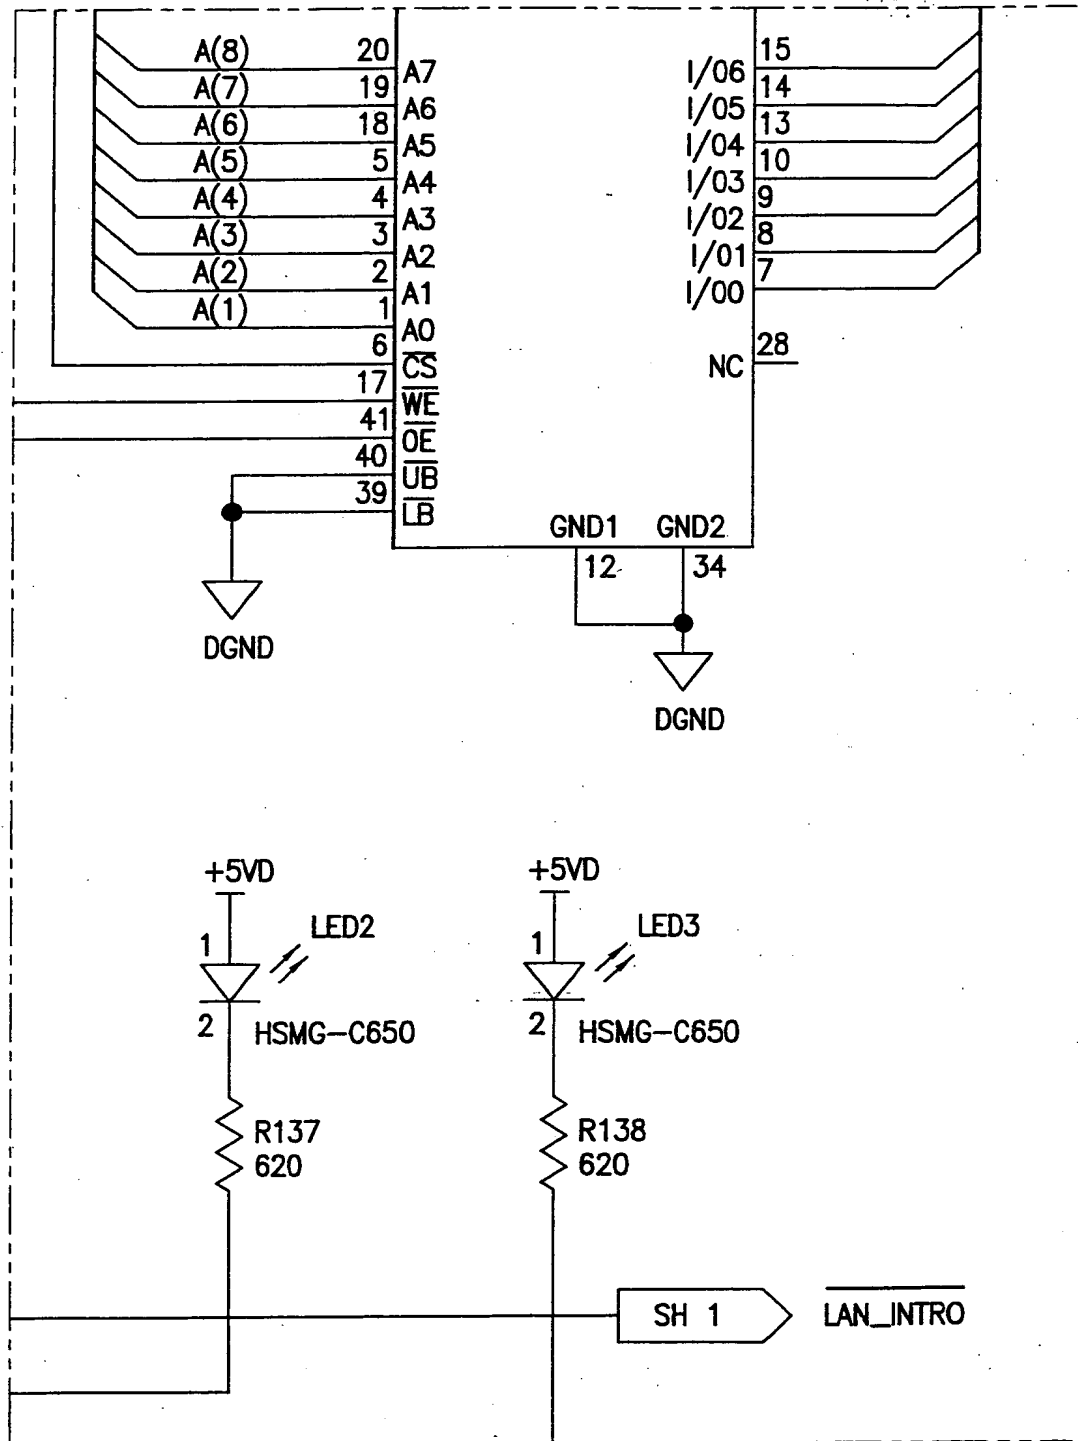 A(8) 20 A7 I/06 15
A(7) 19 A6 I/05 14
A(6) 18 A5 I/04 13
A(5) 5 A4 I/03 10
A(4) 4 A3 I/02 9
A(3) 3 A2 I/01 8
A(2) 2 A1 I/00 7
A(1) 1 A0
6 CS NC 28
17 WE
41 OE
40 UB
39 LB
GND1 GND2
12 34
DGND
DGND
+5VD +5VD
1 LED2 1 LED3
2 HSMG-C650 2 HSMG-C650
R137 R138
620 620
SH 1 LAN_INTRO